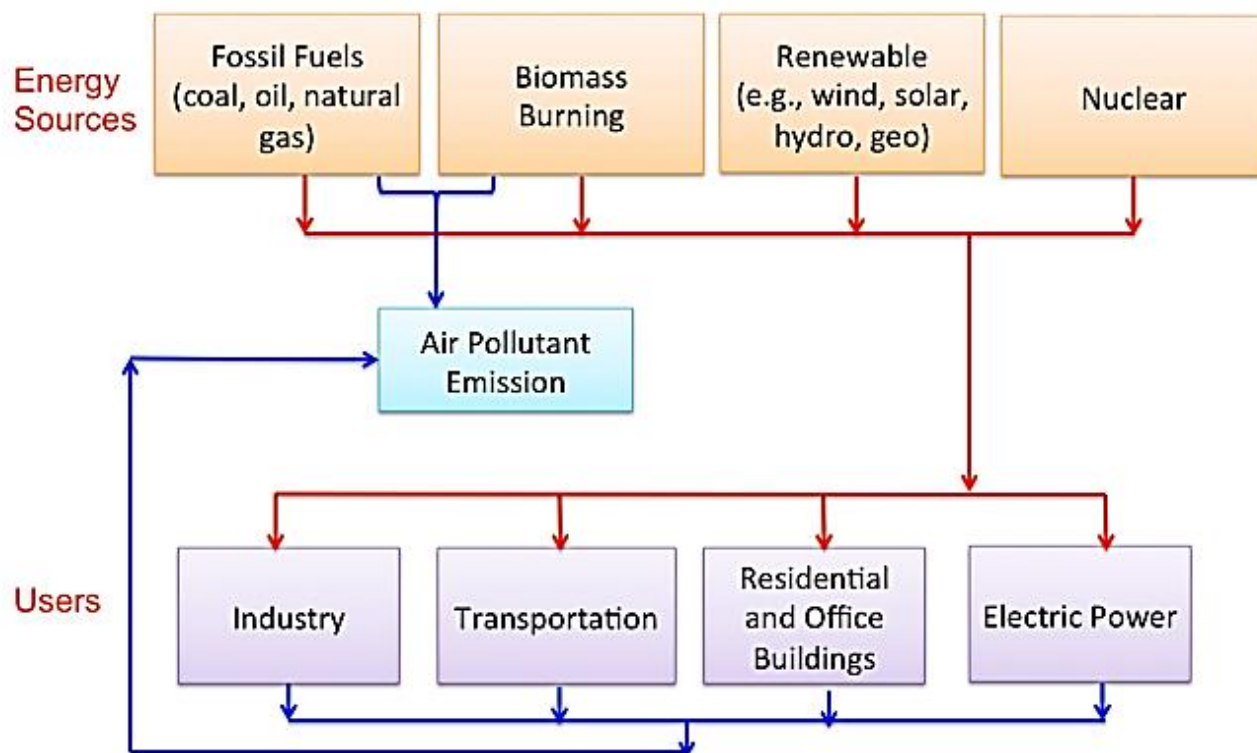 Energy
Sources
Fossil Fuels
(coal, oil, natural
gas)
Biomass
Burning
Renewable
(e.g., wind, solar,
hydro, geo)
Nuclear
Air Pollutant
Emission
Users
Industry
Transportation
Residential
and Office
Buildings
Electric Power